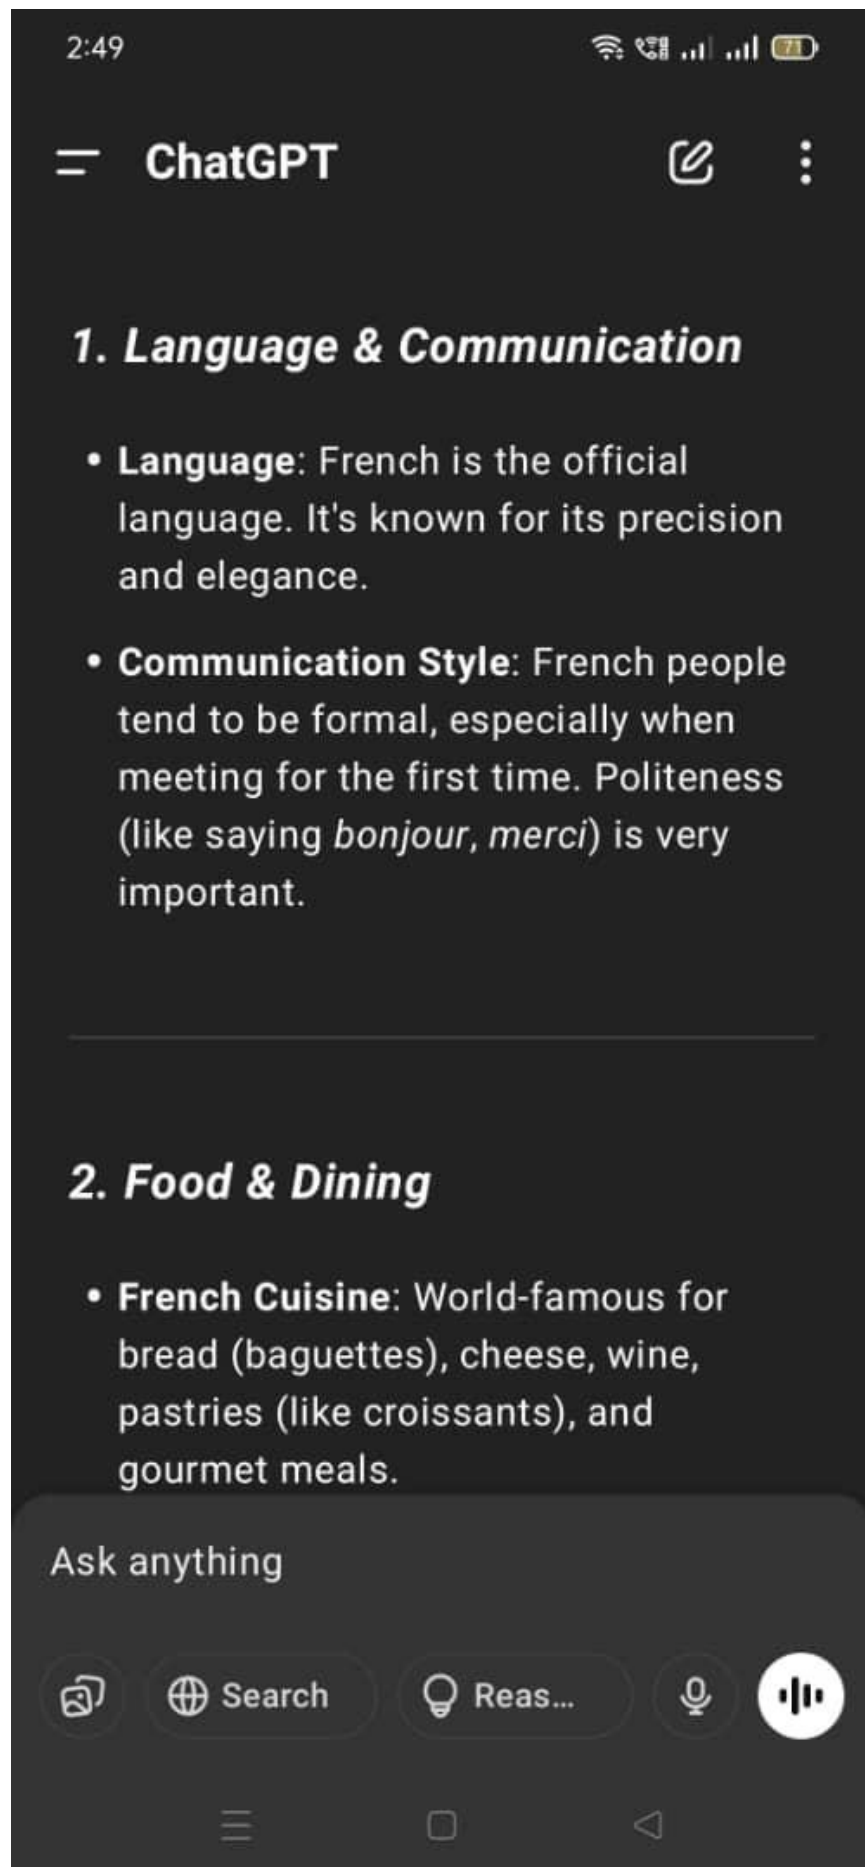 2:49
71
ChatGPT
1. Language & Communication
• Language: French is the official
language. It's known for its precision
and elegance.
• Communication Style: French people
tend to be formal, especially when
meeting for the first time. Politeness
(like saying bonjour, merci) is very
important.
2. Food & Dining
• French Cuisine: World-famous for
bread (baguettes), cheese, wine,
pastries (like croissants), and
gourmet meals.
Ask anything
Search
Reas...